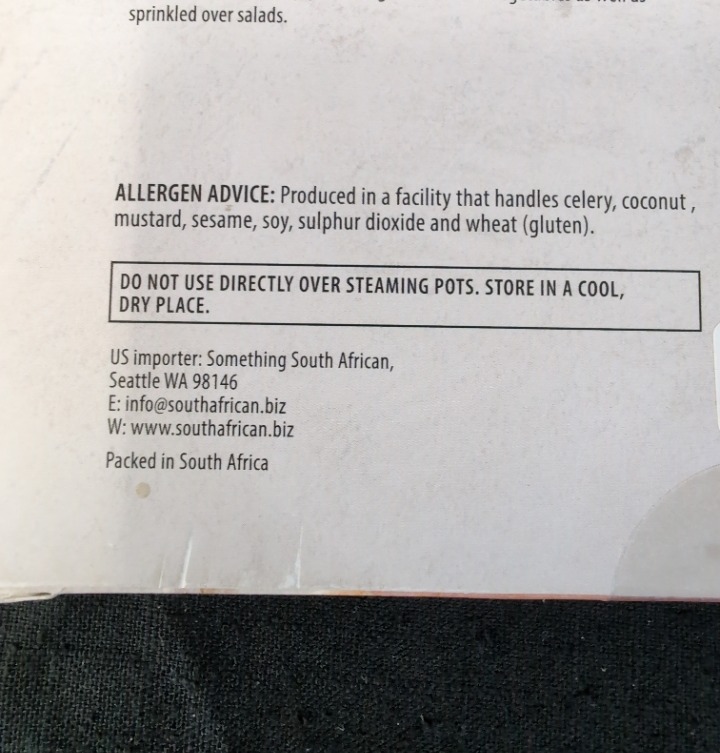 sprinkled over salads.
ALLERGEN ADVICE: Produced in a facility that handles celery, coconut ,
mustard, sesame, soy, sulphur dioxide and wheat (gluten).
DO NOT USE DIRECTLY OVER STEAMING POTS. STORE IN A COOL,
DRY PLACE.
US importer: Something South African,
Seattle WA 98146
E: info@southafrican.biz
W: www.southafrican.biz
Packed in South Africa